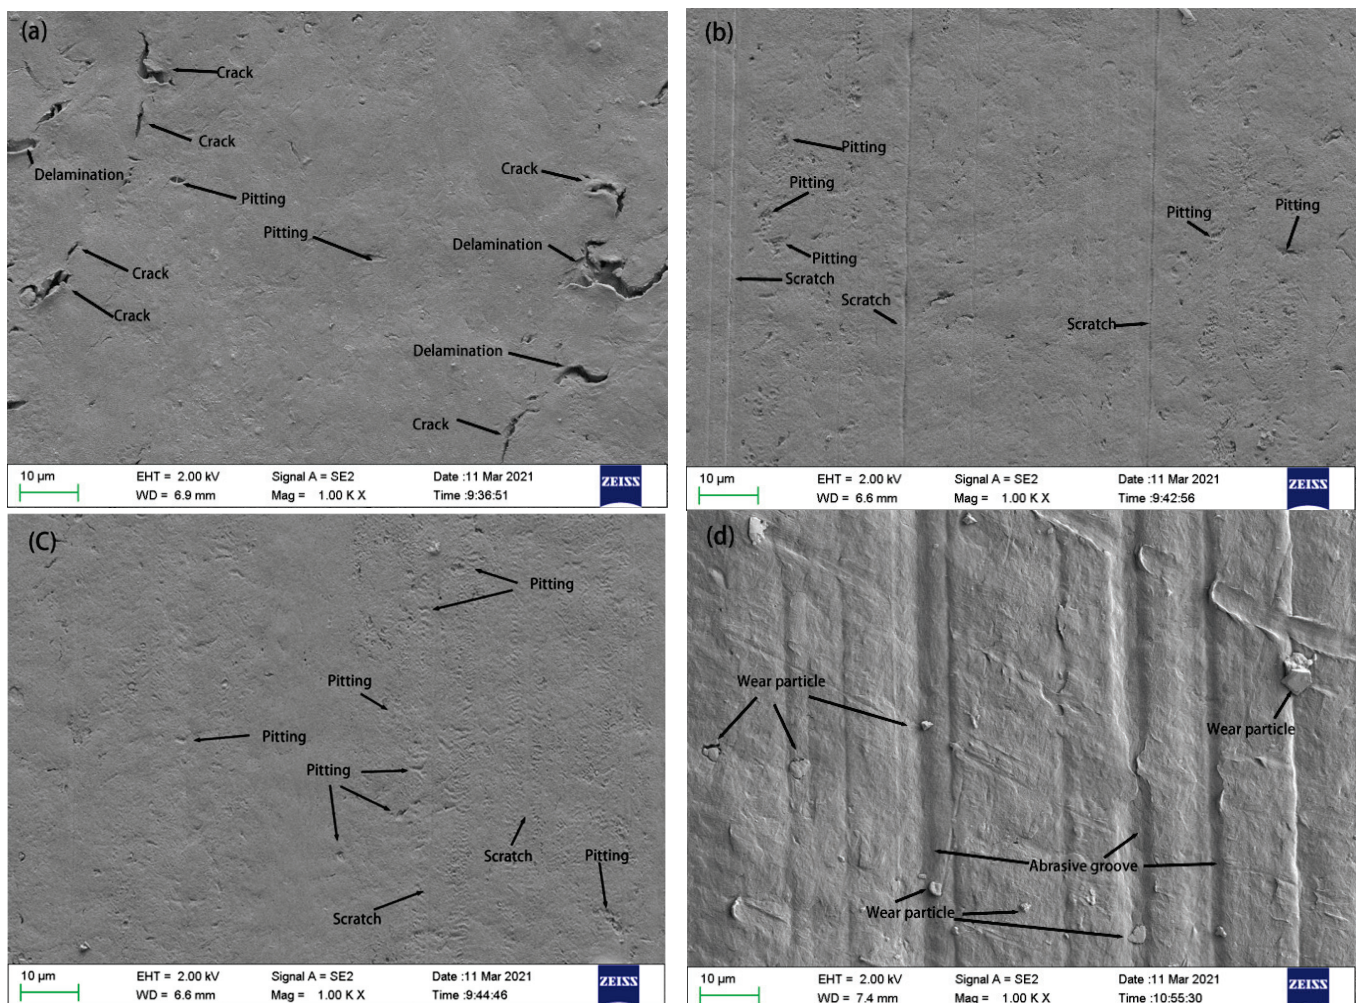 (a)
Crack
Crack
Delamination
Crack
Pitting
Pitting
Delamination
Crack
Crack
Delamination
Crack
10 μm
EHT = 2.00 kV
Signal A = SE2
Date :11 Mar 2021
WD = 6.9 mm
Mag = 1.00 K X
Time :9:36:51
ZEISS
(b)
Pitting
Pitting
Pitting
Pitting
Pitting
Scratch
Scratch
Scratch
10 μm
EHT = 2.00 kV
Signal A = SE2
Date :11 Mar 2021
WD = 6.6 mm
Mag = 1.00 K X
Time :9:42:56
ZEISS
(C)
Pitting
Pitting
Pitting
Pitting
Scratch
Pitting
Scratch
10 μm
EHT = 2.00 kV
Signal A = SE2
Date :11 Mar 2021
WD = 6.6 mm
Mag = 1.00 K X
Time :9:44:46
ZEISS
(d)
Wear particle
Wear particle
Abrasive groove
Wear particle
10 μm
EHT = 2.00 kV
Signal A = SE2
Date :11 Mar 2021
WD = 7.4 mm
Mag = 1.00 K X
Time :10:55:30
ZEISS